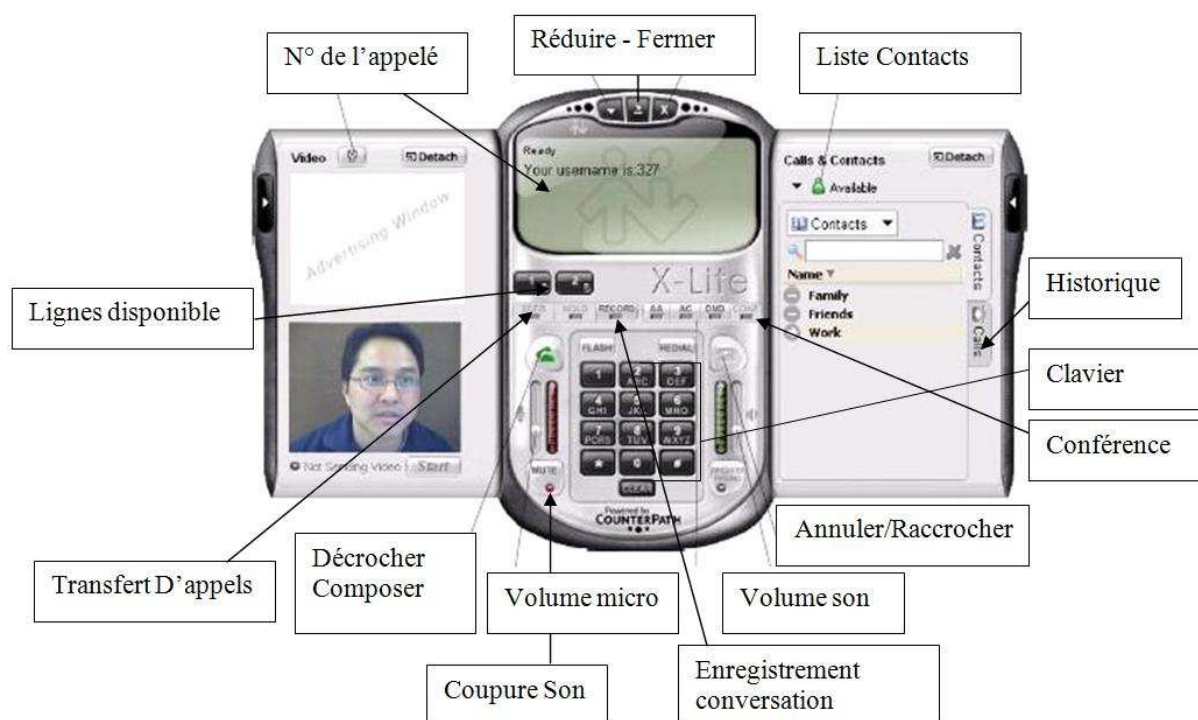 N° de l'appelé
Réduire - Fermer
Liste Contacts
Video
Detach
Advertising Window
Ready
Your username is:327
Calls & Contacts
Detach
Available
Contacts
Contacts
Name
Family
Friends
Work
Calls
Historique
X-Lite
Lignes disponible
1
2
HOLD
RECORD
AA
AC
DND
CONF
FLASH
REDIAL
1
2 ABC
3 DEF
4 GHI
5 JKL
6 MNO
7 PQRS
8 TUV
9 WXYZ
*
0
#
MUTE
CLEAR
Not Sending Video
Start
Powered by
COUNTERPATH
Clavier
Conférence
Annuler/Raccrocher
Décrocher
Composer
Transfert D'appels
Volume micro
Volume son
Coupure Son
Enregistrement
conversation